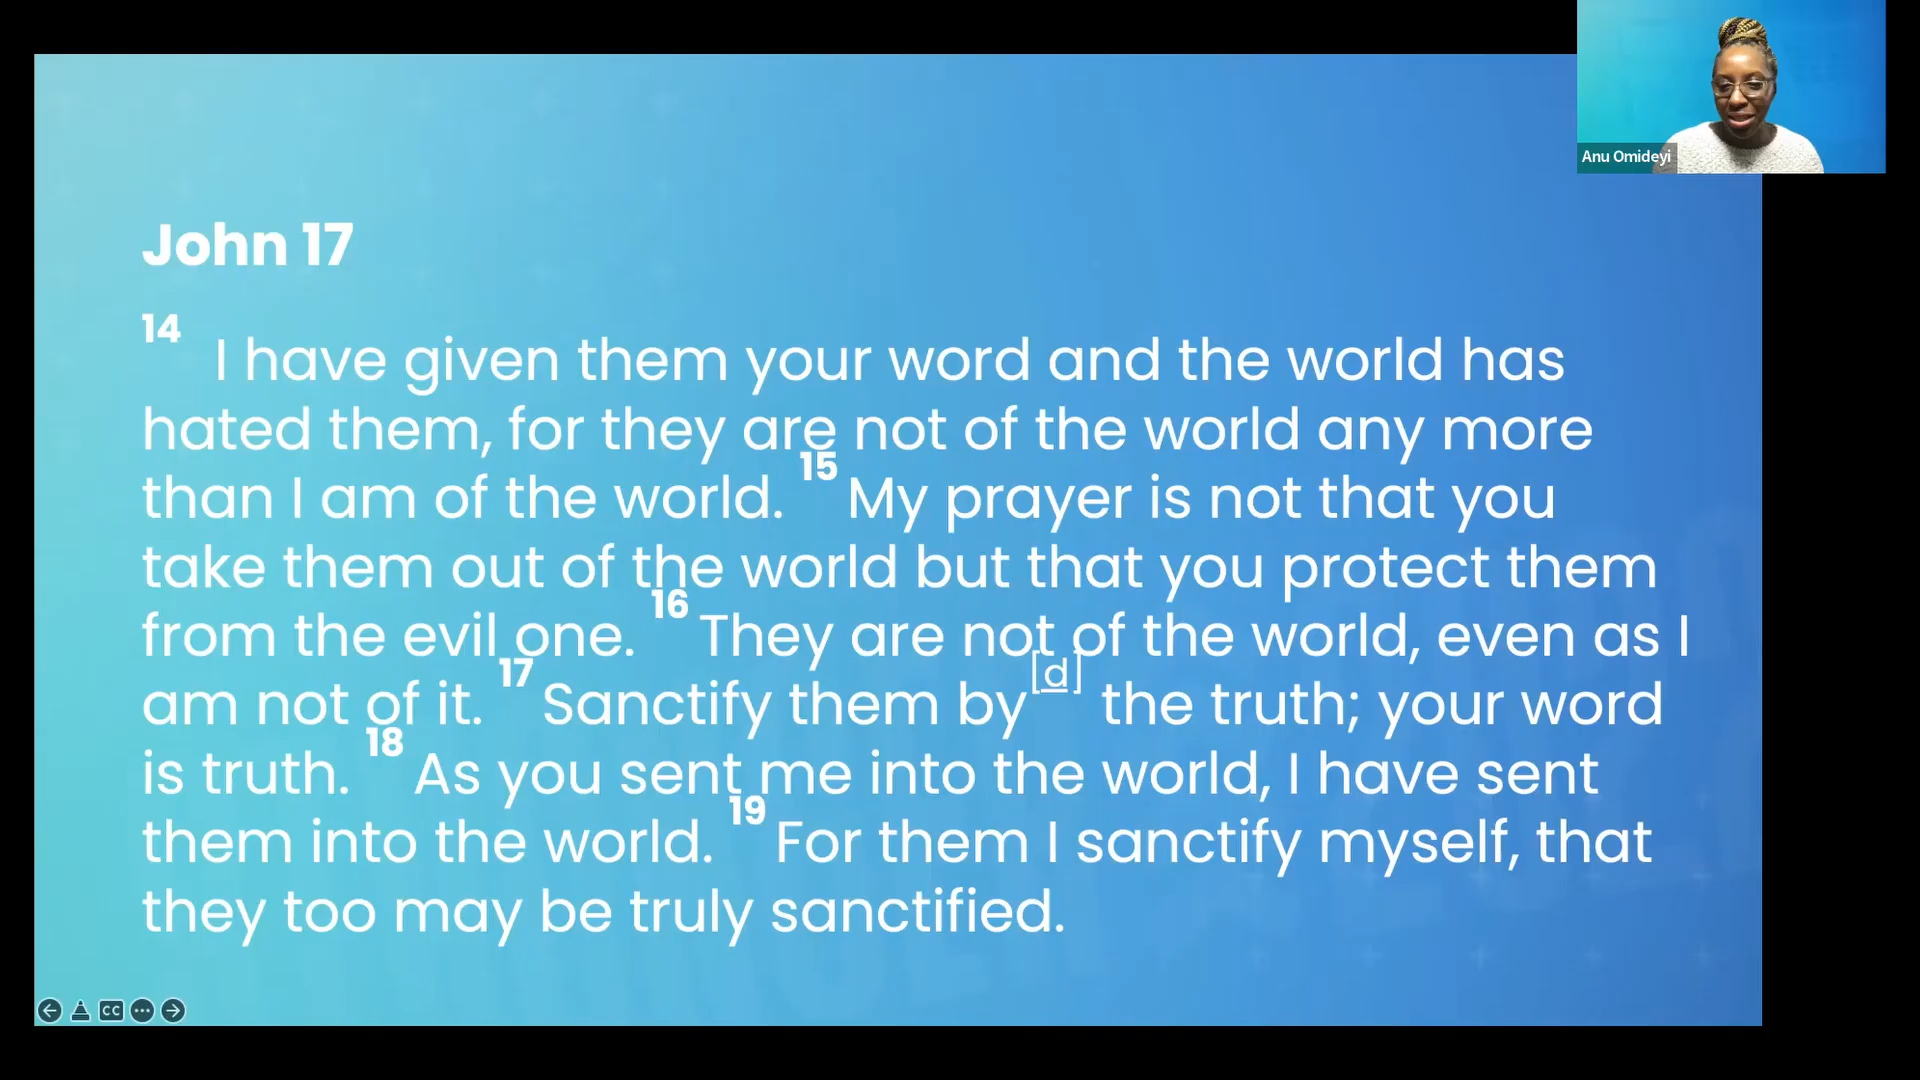 Anu Omideyi
John 17
14 I have given them your word and the world has
hated them, for they are not of the world any more
than I am of the world. 15 My prayer is not that you
take them out of the world but that you protect them
from the evil one. 16 They are not of the world, even as I
am not of it. 17 Sanctify them by[d] the truth; your word
is truth. 18 As you sent me into the world, I have sent
them into the world. 19 For them I sanctify myself, that
they too may be truly sanctified.
CC